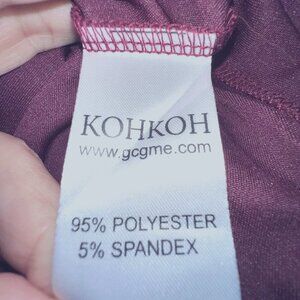 KOHKOH
www.gcgme.com
95% POLYESTER
5% SPANDEX